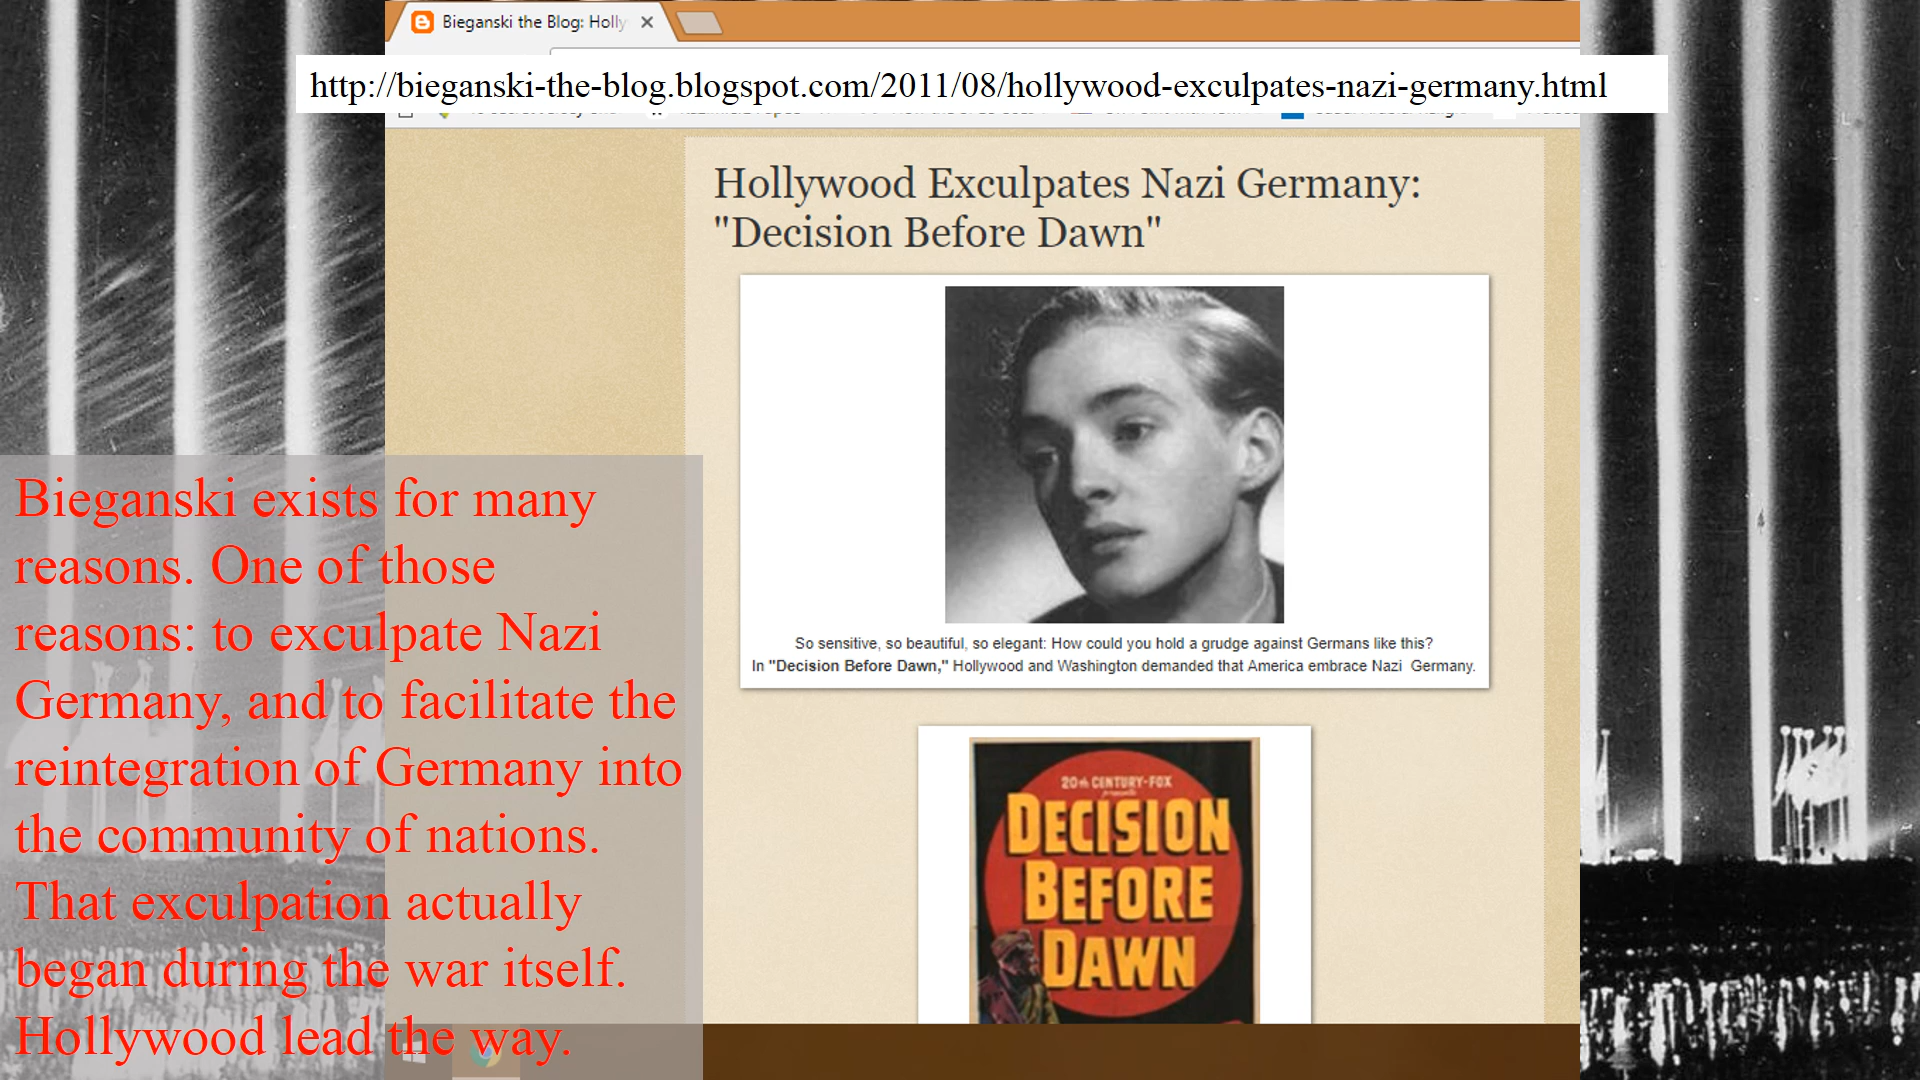 Bieganski the Blog: Holly
http://bieganski-the-blog.blogspot.com/2011/08/hollywood-exculpates-nazi-germany.html
Hollywood Exculpates Nazi Germany:
"Decision Before Dawn"
So sensitive, so beautiful, so elegant: How could you hold a grudge against Germans like this?
In "Decision Before Dawn," Hollywood and Washington demanded that America embrace Nazi Germany.
20th CENTURY-FOX
presents
DECISION
BEFORE
DAWN
Bieganski exists for many
reasons. One of those
reasons: to exculpate Nazi
Germany, and to facilitate the
reintegration of Germany into
the community of nations.
That exculpation actually
began during the war itself.
Hollywood lead the way.